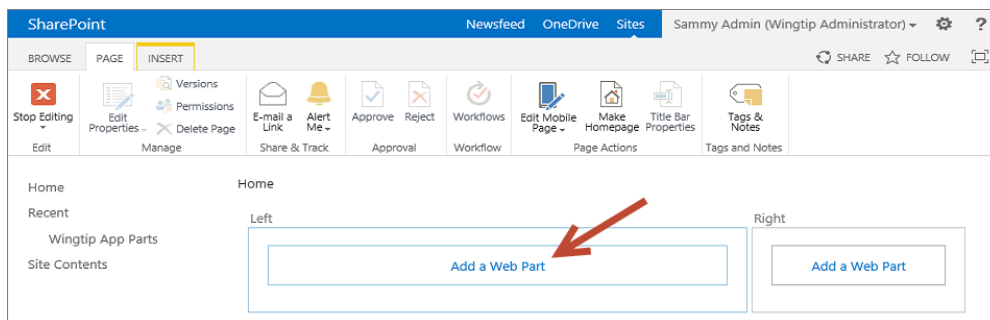 SharePoint
Newsfeed OneDrive Sites Sammy Admin (Wingtip Administrator) ?
BROWSE PAGE INSERT SHARE FOLLOW
Stop Editing
Edit
Edit Properties
Versions
Permissions
Delete Page
Manage
E-mail a Link
Alert Me
Share & Track
Approve Reject
Approval
Workflows
Workflow
Edit Mobile Page
Make Homepage
Title Bar Properties
Page Actions
Tags & Notes
Tags and Notes
Home
Recent
Wingtip App Parts
Site Contents
Home
Left
Add a Web Part
Right
Add a Web Part